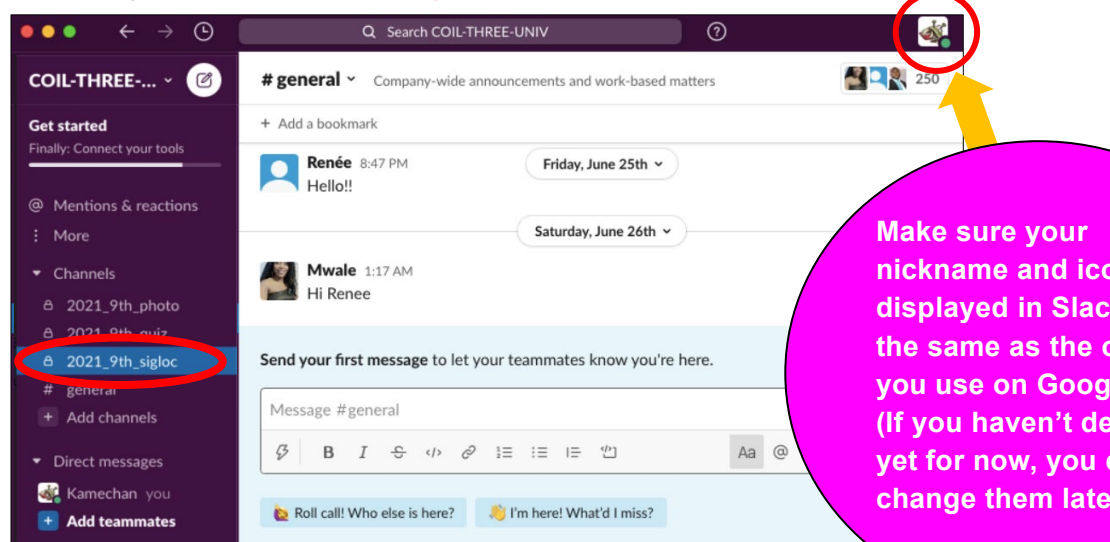 Search COIL-THREE-UNIV
COIL-THREE-...
Get started
Finally: Connect your tools
@ Mentions & reactions
More
Channels
2021_9th_photo
2021_9th_quiz
2021_9th_sigloc
# general
+ Add channels
Direct messages
Kamechan you
+ Add teammates
# general
Company-wide announcements and work-based matters
250
+ Add a bookmark
Renée 8:47 PM
Hello!!
Friday, June 25th
Saturday, June 26th
Mwale 1:17 AM
Hi Renee
Send your first message to let your teammates know you're here.
Message #general
B I S </> Aa @
Roll call! Who else is here?
I'm here! What'd I miss?
Make sure your
nickname and ico
displayed in Slac
the same as the
you use on Goog
(If you haven't de
yet for now, you
change them late